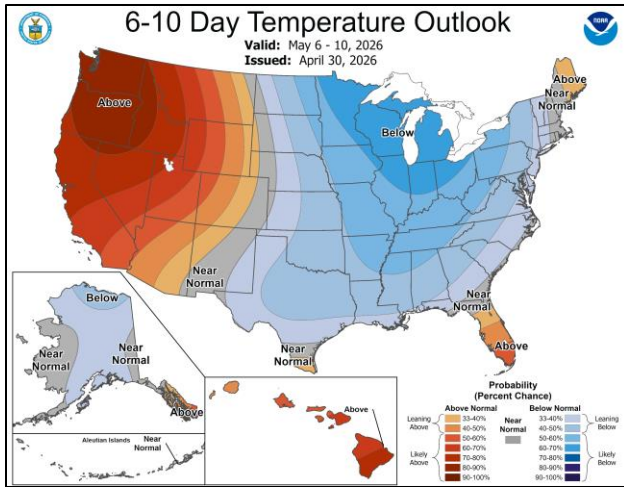 6-10 Day Temperature Outlook
Valid: May 6 - 10, 2026
Issued: April 30, 2026
NOAA
Above
Below
Above
Near
Normal
Near
Normal
Near
Normal
Near
Normal
Above
Below
Near
Normal
Near
Normal
Above
Aleutian Islands
Near
Normal
Above
Probability
(Percent Chance)
Above Normal
Near
Normal
Below Normal
Leaning
Above
Likely
Above
33-40%
40-50%
50-60%
60-70%
70-80%
80-90%
90-100%
33-40%
40-50%
50-60%
60-70%
70-80%
80-90%
90-100%
Leaning
Below
Likely
Below